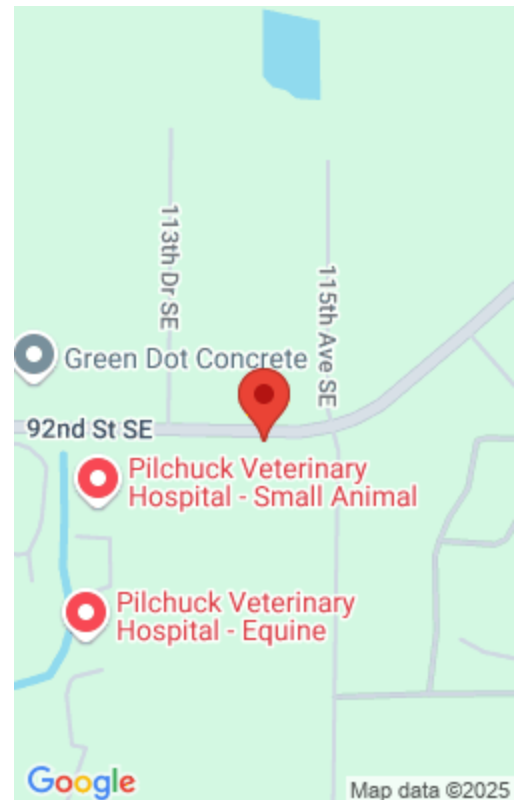 113th Dr SE
115th Ave SE
Green Dot Concrete
92nd St SE
Pilchuck Veterinary
Hospital - Small Animal
Pilchuck Veterinary
Hospital - Equine
Google
Map data ©2025